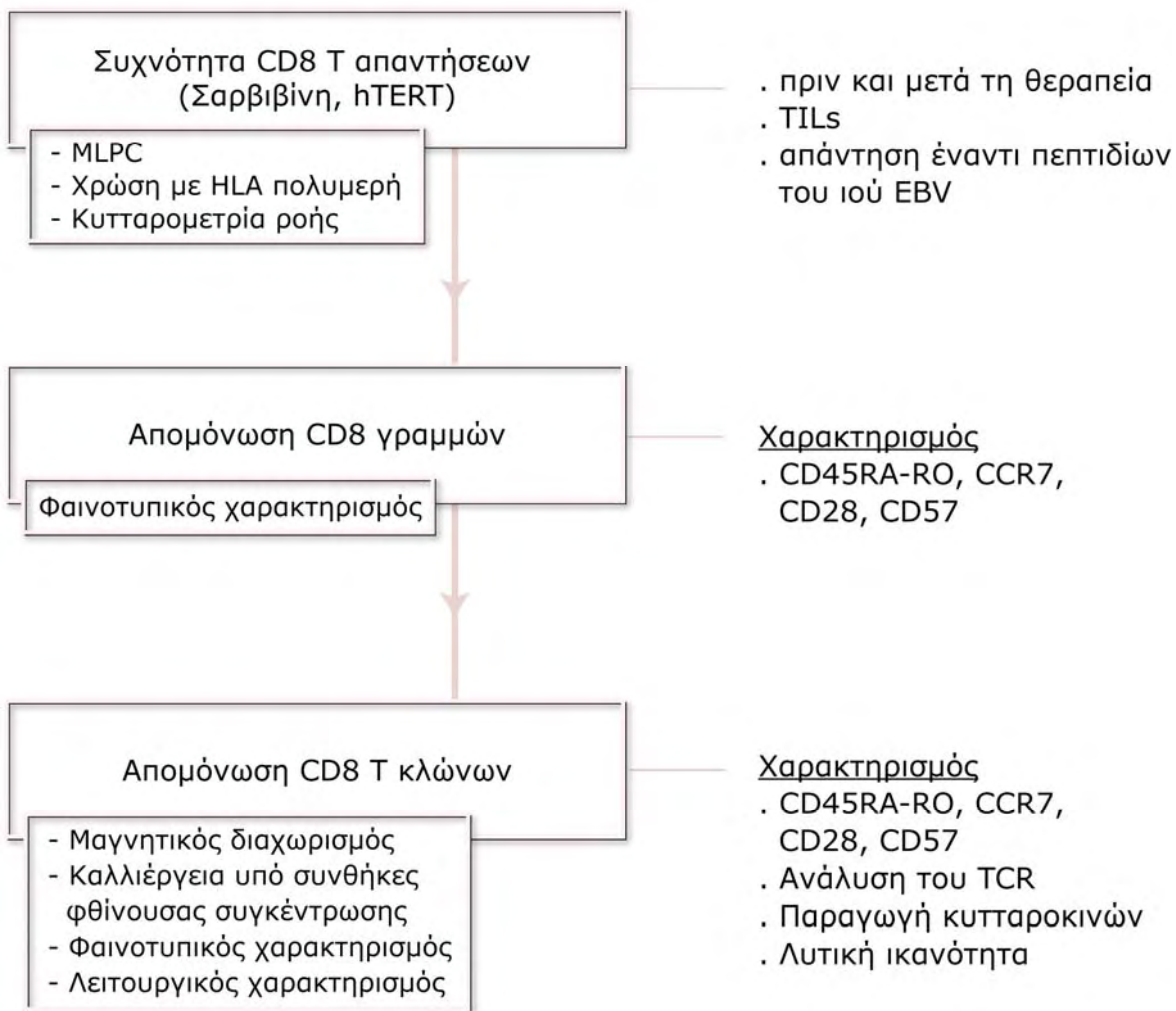 Συχνότητα CD8 T απαντήσεων
(Σαρβιβίνη, hTERT)
- MLPC
- Χρώση με HLA πολυμερή
- Κυτταρομετρία ροής
. πριν και μετά τη θεραπεία
. TILs
. απάντηση έναντι πεπτιδίων
του ιού EBV
Απομόνωση CD8 γραμμών
Φαινοτυπικός χαρακτηρισμός
Χαρακτηρισμός
. CD45RA-RO, CCR7,
CD28, CD57
Απομόνωση CD8 T κλώνων
- Μαγνητικός διαχωρισμός
- Καλλιέργεια υπό συνθήκες
φθίνουσας συγκέντρωσης
- Φαινοτυπικός χαρακτηρισμός
- Λειτουργικός χαρακτηρισμός
Χαρακτηρισμός
. CD45RA-RO, CCR7,
CD28, CD57
. Ανάλυση του TCR
. Παραγωγή κυτταροκινών
. Λυτική ικανότητα